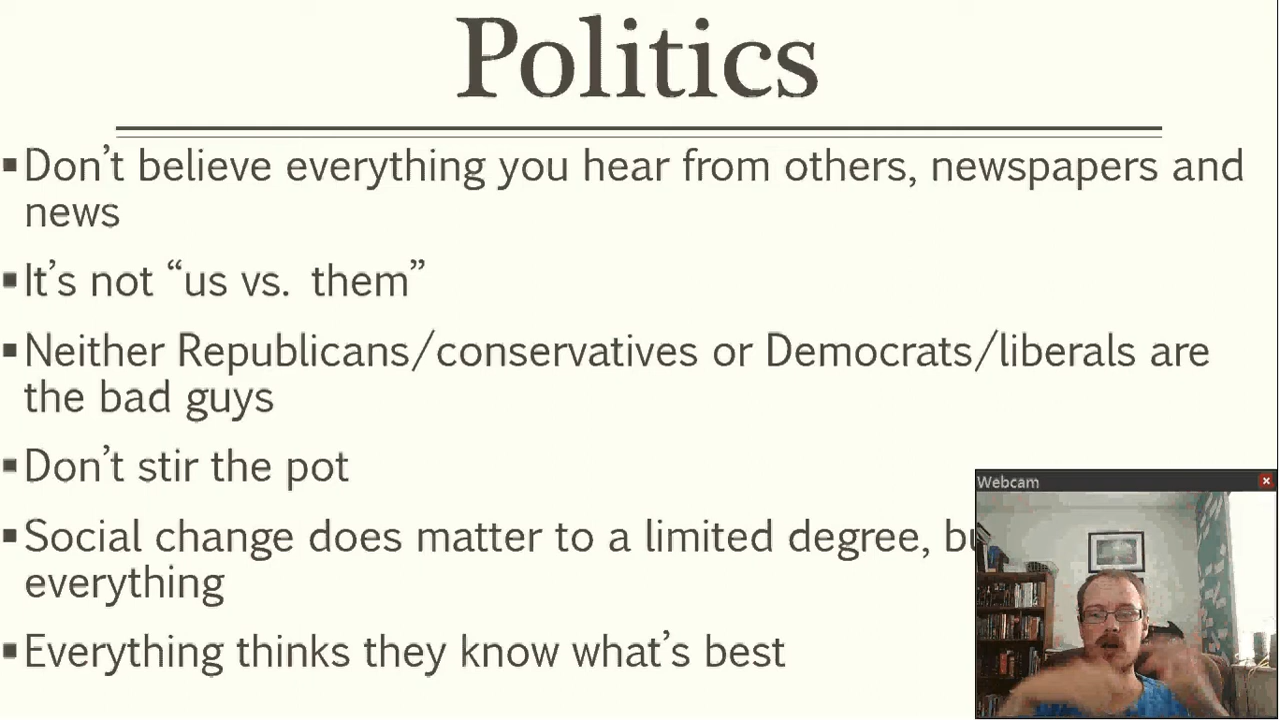 Politics
▪Don’t believe everything you hear from others, newspapers and
news
▪It’s not “us vs. them”
▪Neither Republicans/conservatives or Democrats/liberals are
the bad guys
▪Don’t stir the pot
▪Social change does matter to a limited degree,
everything
▪Everything thinks they know what’s best
Webcam